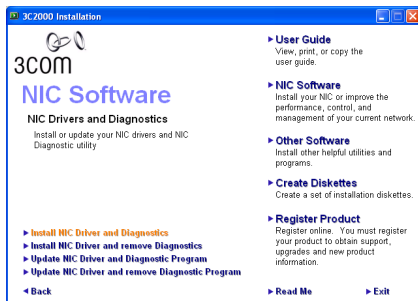 3C2000 Installation
3COM
NIC Software
NIC Drivers and Diagnostics
Install or update your NIC drivers and NIC
Diagnostic utility
Install NIC Driver and Diagnostics
Install NIC Driver and remove Diagnostics
Update NIC Driver and Diagnostic Program
Update NIC Driver and remove Diagnostic Program
Back
User Guide
View, print, or copy the
user guide.
NIC Software
Install your NIC or improve the
performance, control, and
management of your current network.
Other Software
Install other helpful utilities and
programs.
Create Diskettes
Create a set of installation diskettes.
Register Product
Register online. You must register
your product to obtain support,
upgrades and new product
information.
Read Me
Exit